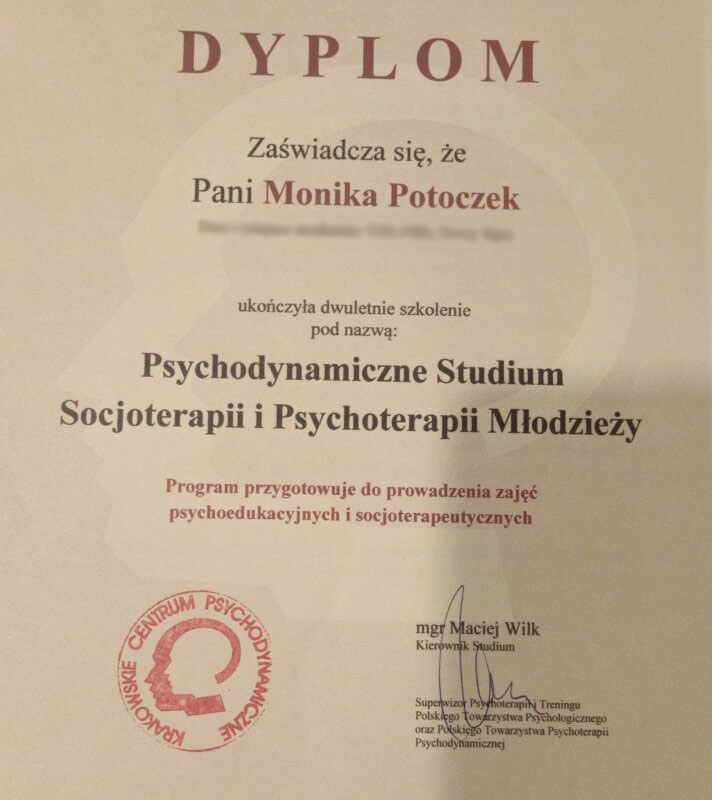 DYPLOM
Zaświadcza się, że
Pani Monika Potoczek
ukończyła dwuletnie szkolenie
pod nazwą:
Psychodynamiczne Studium
Socjoterapii i Psychoterapii Młodzieży
Program przygotowuje do prowadzenia zajęć
psychoedukacyjnych i socjoterapeutycznych
KRAKOWSKIE CENTRUM PSYCHODYNAMICZNE
mgr Maciej Wilk
Kierownik Studium
Superwizor Psychoterapii i Treningu
Polskiego Towarzystwa Psychologicznego
oraz Polskiego Towarzystwa Psychoterapii
Psychodynamicznej